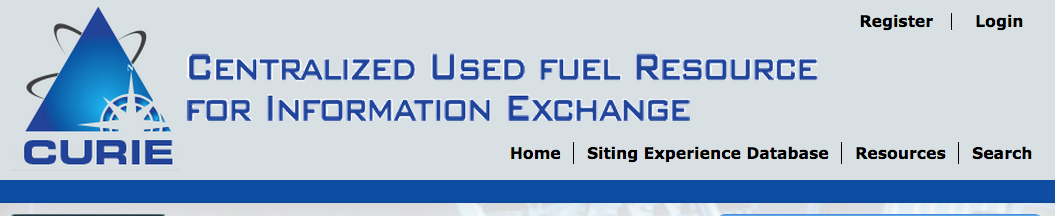 Register | Login
CENTRALIZED USED FUEL RESOURCE
FOR INFORMATION EXCHANGE
CURIE
Home | Siting Experience Database | Resources | Search